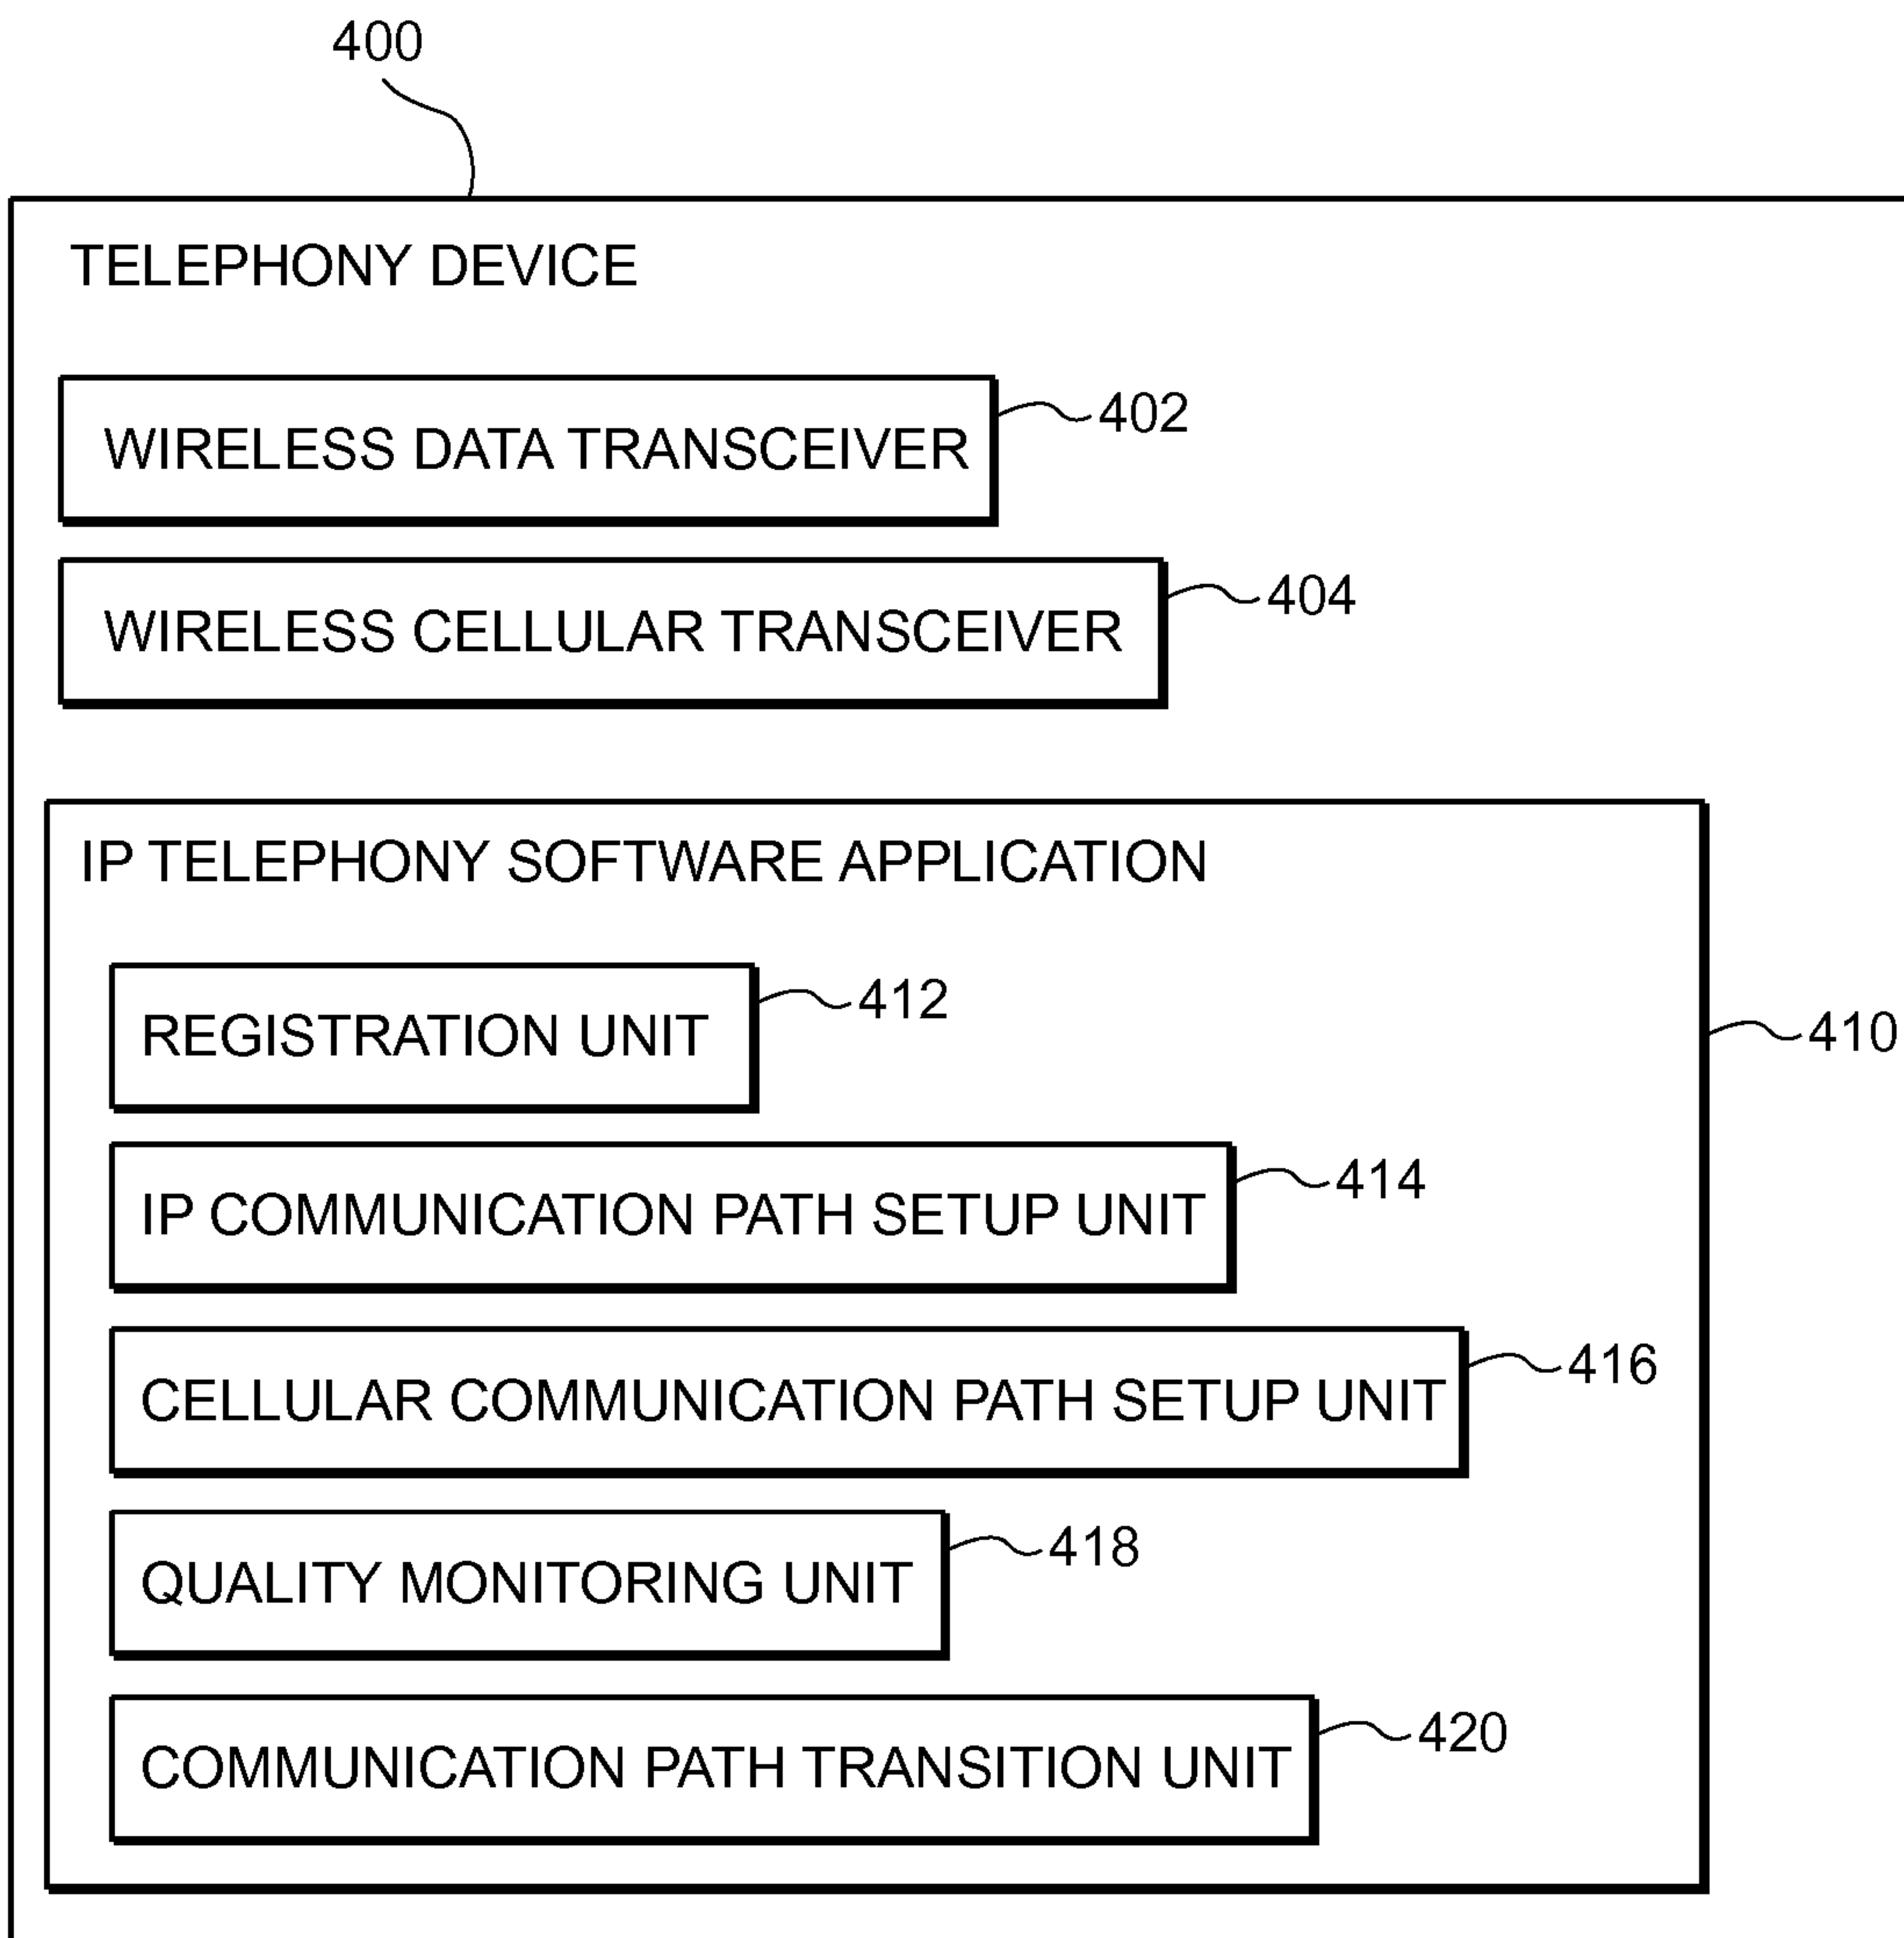 400
TELEPHONY DEVICE
WIRELESS DATA TRANSCEIVER
402
WIRELESS CELLULAR TRANSCEIVER
404
IP TELEPHONY SOFTWARE APPLICATION
REGISTRATION UNIT
412
410
IP COMMUNICATION PATH SETUP UNIT
414
CELLULAR COMMUNICATION PATH SETUP UNIT
416
QUALITY MONITORING UNIT
418
COMMUNICATION PATH TRANSITION UNIT
420